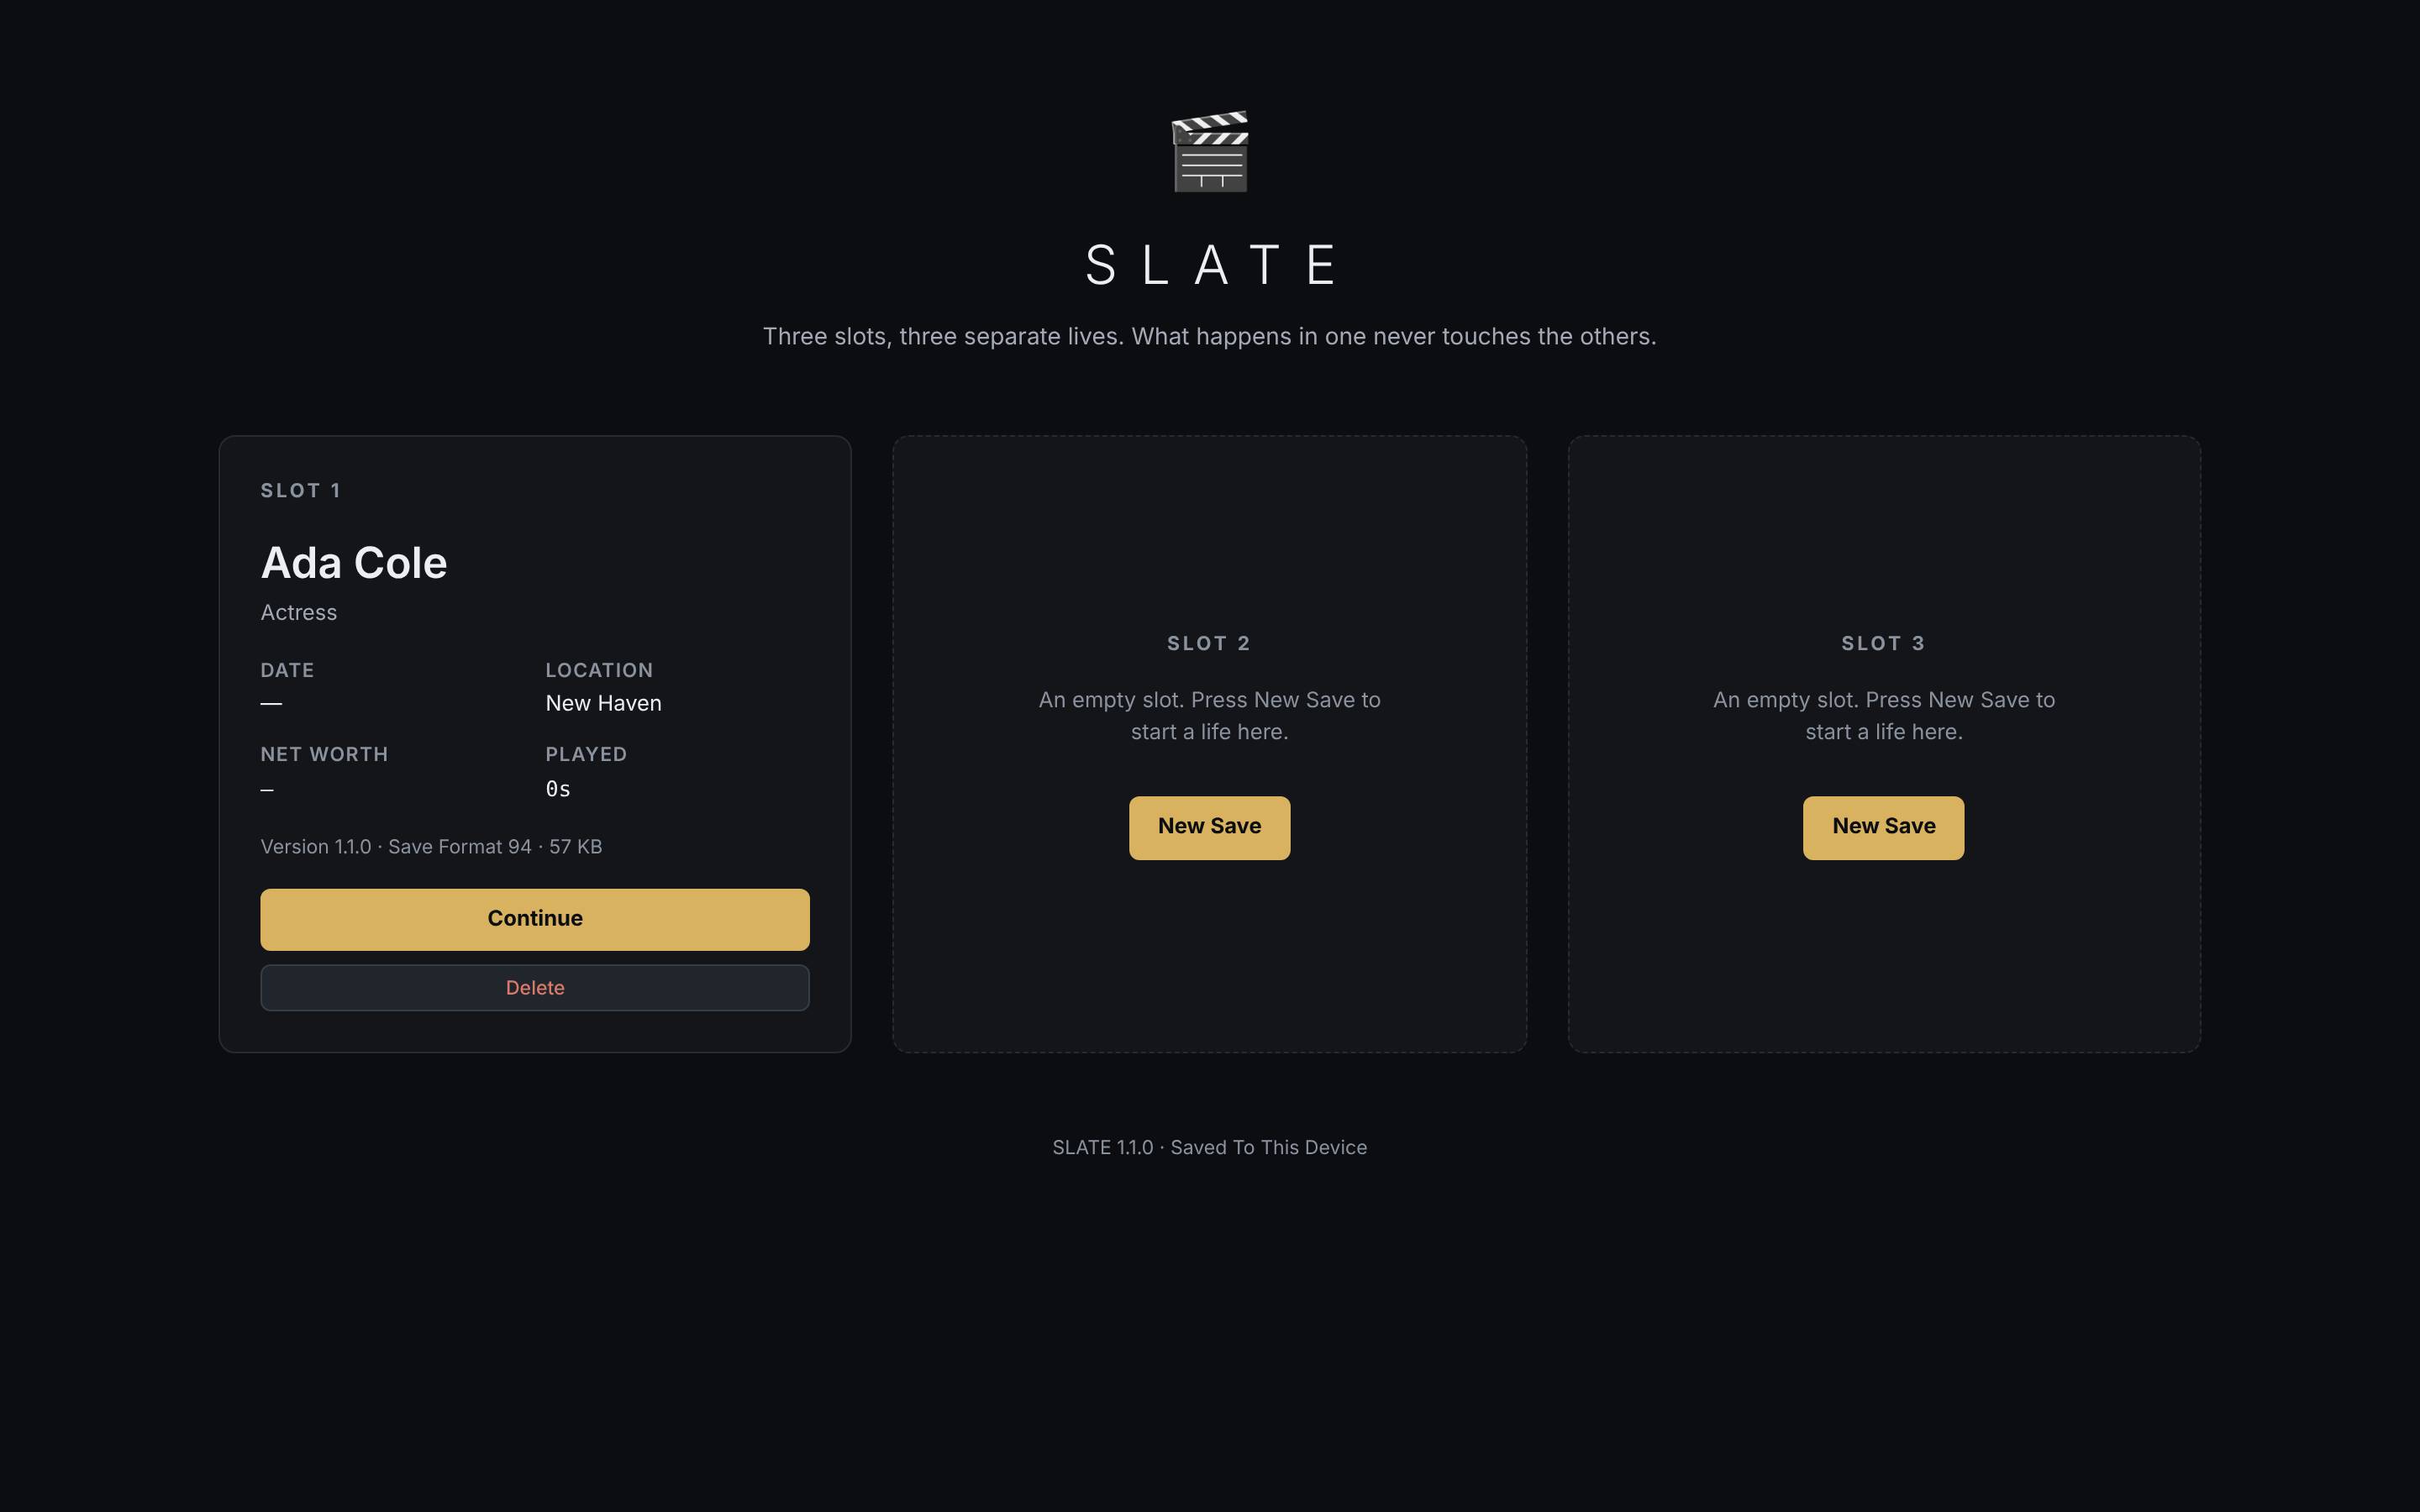 SLATE
Three slots, three separate lives. What happens in one never touches the others.
SLOT 1
Ada Cole
Actress
DATE
—
LOCATION
New Haven
NET WORTH
—
PLAYED
0s
Version 1.1.0 · Save Format 94 · 57 KB
Continue
Delete
SLOT 2
An empty slot. Press New Save to
start a life here.
New Save
SLOT 3
An empty slot. Press New Save to
start a life here.
New Save
SLATE 1.1.0 · Saved To This Device